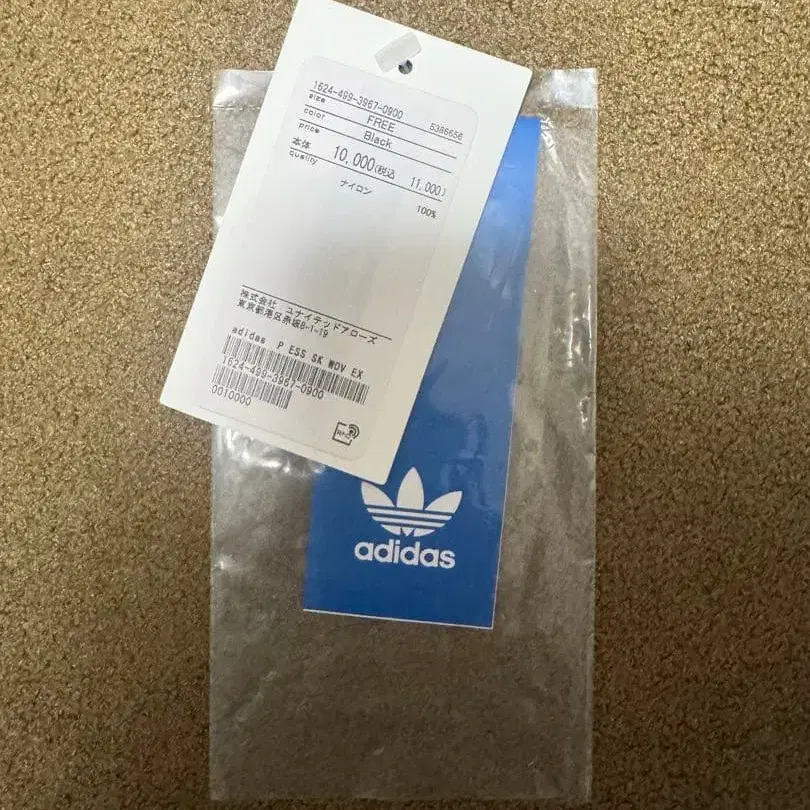 1624-499-3967-0900
size FREE 5386656
color Black
price
本体 10,000(税込 11,000)
quality
ナイロン 100%
株式会社 ユナイテッドアローズ
東京都港区赤坂8-1-19
adidas P ESS SK WOV EX
1624-499-3967-0900
0010000
RFID
adidas